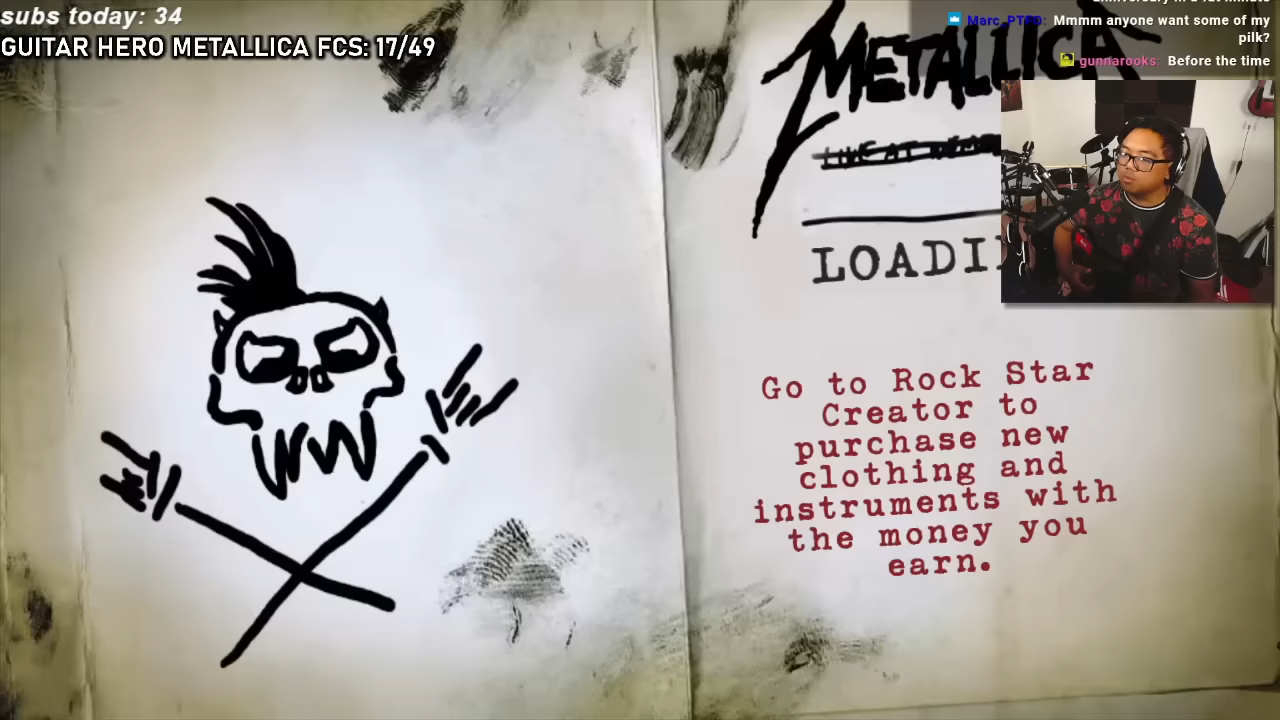 subs today: 34
GUITAR HERO METALLICA FCS: 17/49
Marc_PTPD: Mmmm anyone want some of my
pilk?
gunnarooks: Before the time
METALLICA
LIVE AT
LOADI
Go to Rock Star
Creator to
purchase new
clothing and
instruments with
the money you
earn.